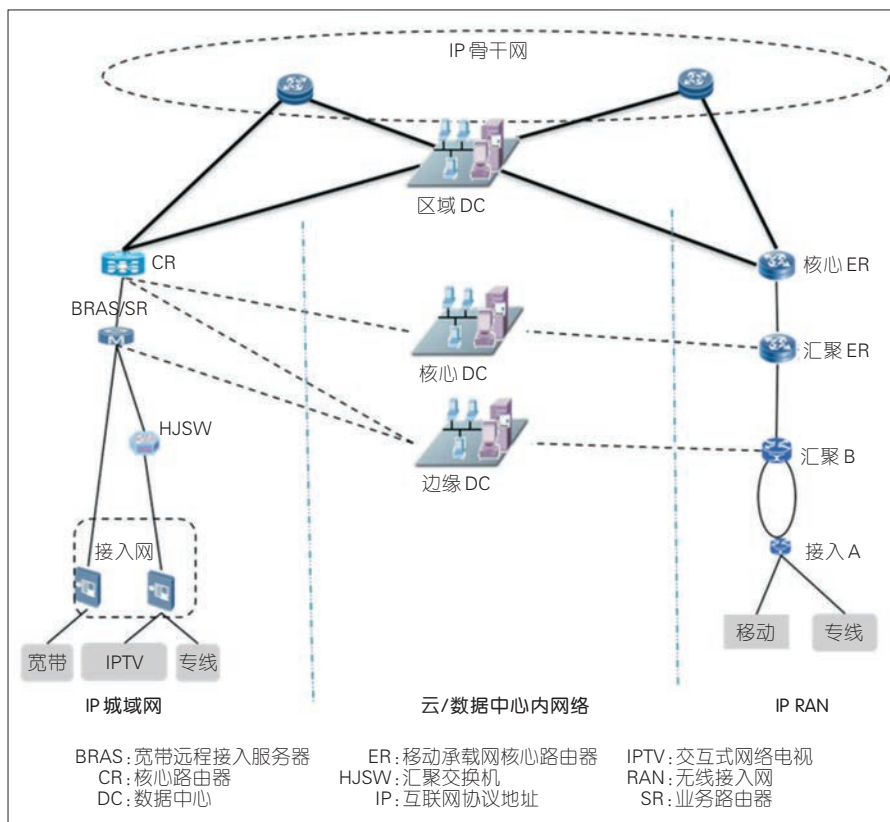 IP 骨干网
区域 DC
CR
核心 ER
BRAS/SR
核心 DC
汇聚 ER
HJSW
边缘 DC
汇聚 B
接入网
接入 A
宽带
IPTV
专线
移动
专线
IP 城域网
云/数据中心内网络
IP RAN
BRAS:宽带远程接入服务器
ER:移动承载网核心路由器
IPTV:交互式网络电视
CR:核心路由器
HJSW:汇聚交换机
RAN:无线接入网
DC:数据中心
IP:互联网协议地址
SR:业务路由器